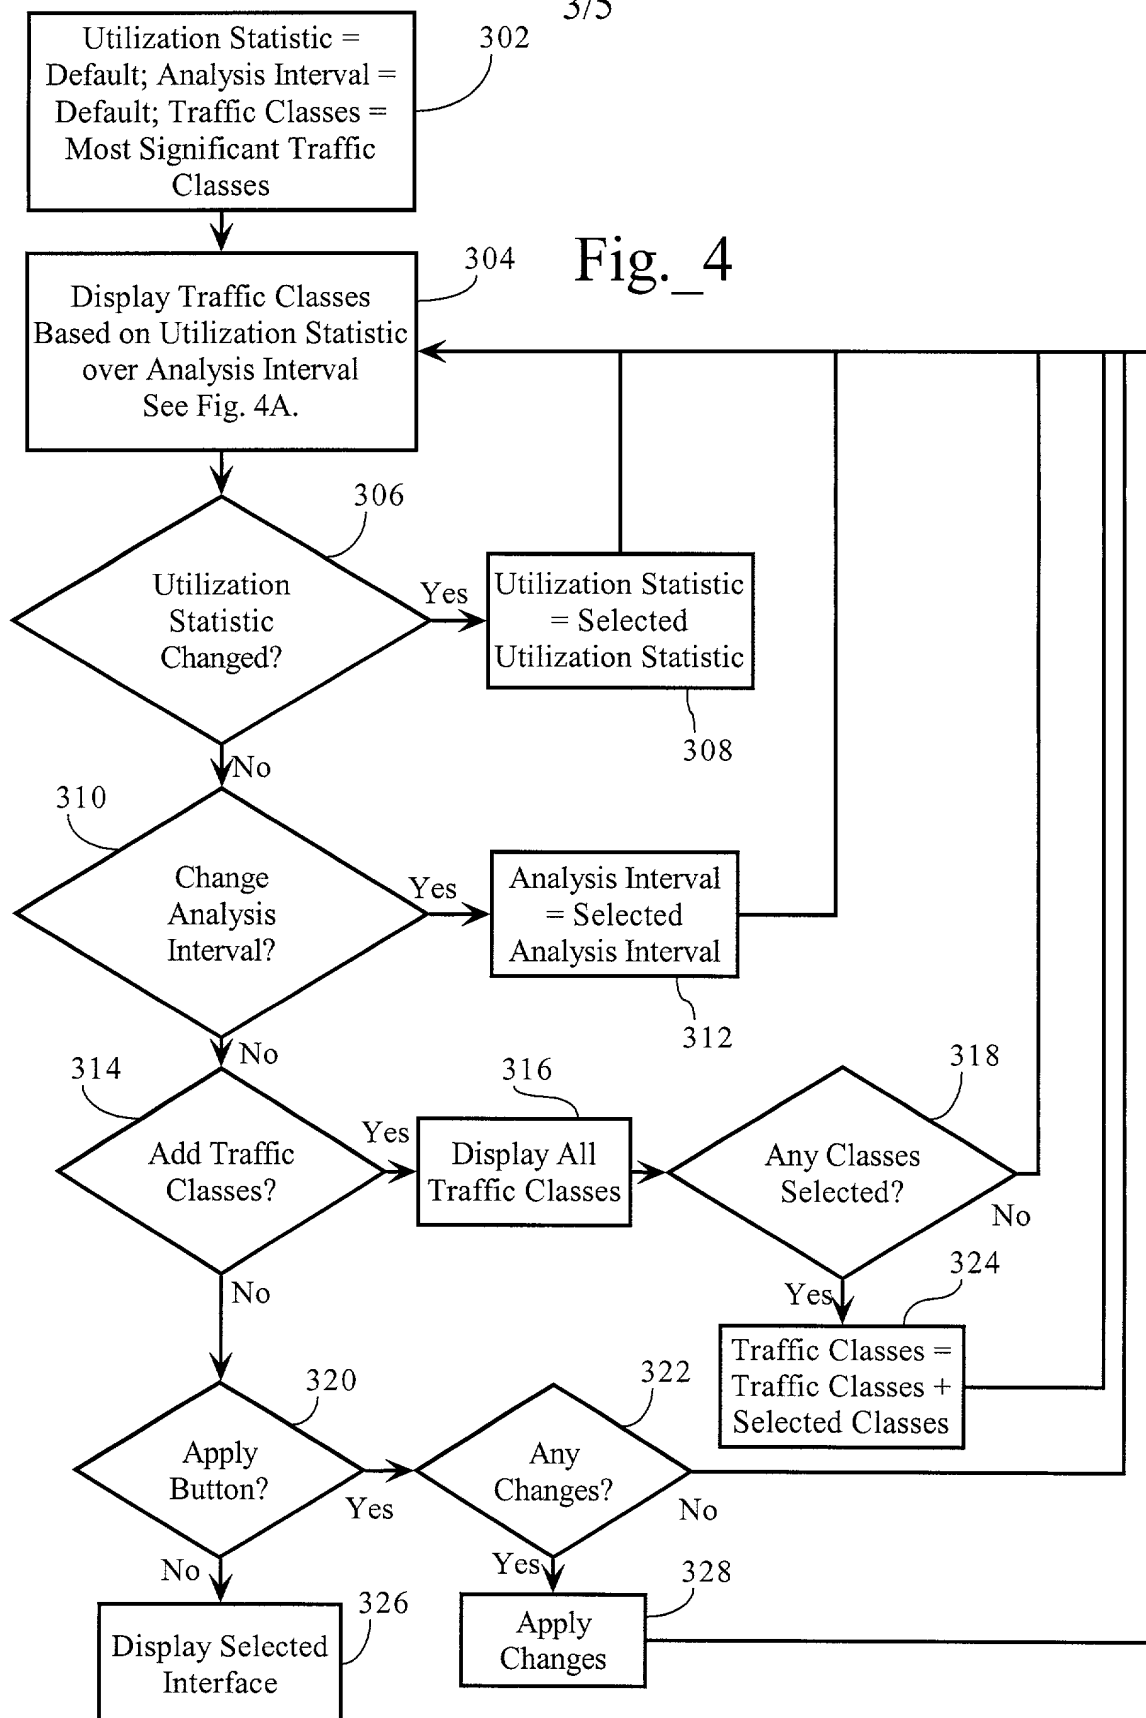 3/5
Utilization Statistic =
Default; Analysis Interval =
Default; Traffic Classes =
Most Significant Traffic
Classes
302
Fig._4
304
Display Traffic Classes
Based on Utilization Statistic
over Analysis Interval
See Fig. 4A.
306
Utilization
Statistic
Changed?
Yes
Utilization Statistic
= Selected
Utilization Statistic
308
No
310
Change
Analysis
Interval?
Yes
Analysis Interval
= Selected
Analysis Interval
312
No
314
Add Traffic
Classes?
Yes
316
Display All
Traffic Classes
318
Any Classes
Selected?
No
Yes
324
Traffic Classes =
Traffic Classes +
Selected Classes
No
320
Apply
Button?
Yes
322
Any
Changes?
No
Yes
328
Apply
Changes
No
326
Display Selected
Interface